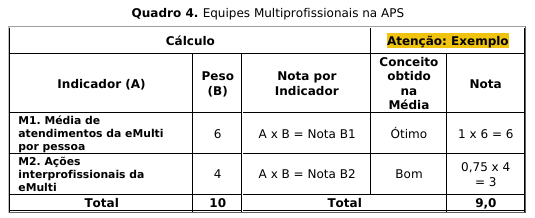 Quadro 4. Equipes Multiprofissionais na APS
Cálculo
Atenção: Exemplo
Indicador (A)
Peso
(B)
Nota por
Indicador
Conceito
obtido
na
Média
Nota
M1. Média de
atendimentos da eMulti
por pessoa
6
A x B = Nota B1
Ótimo
1 x 6 = 6
M2. Ações
interprofissionais da
eMulti
4
A x B = Nota B2
Bom
0,75 x 4
= 3
Total
10
Total
9,0